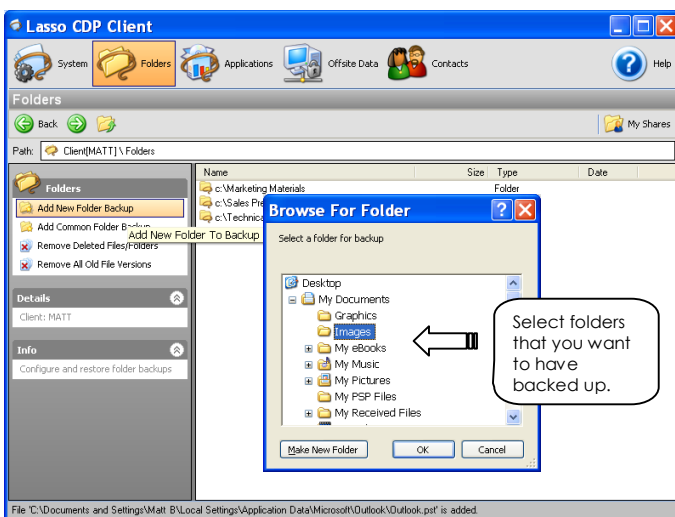 Lasso CDP Client
System
Folders
Applications
Offsite Data
Contacts
Help
Folders
Back
My Shares
Path: Client[MATT] \ Folders
Folders
Add New Folder Backup
Add Common Folder Backup
Add New Folder To Backup
Remove Deleted Files/Folders
Remove All Old File Versions
Details
Client: MATT
Info
Configure and restore folder backups
Name Size Type Date
c:\Marketing Materials Folder
c:\Sales Pre
c:\Technica
Browse For Folder
Select a folder for backup
Desktop
My Documents
Graphics
Images
My eBooks
My Music
My Pictures
My PSP Files
My Received Files
Make New Folder
OK
Cancel
Select folders
that you want
to have
backed up.
File 'C:\Documents and Settings\Matt B\Local Settings\Application Data\Microsoft\Outlook\Outlook.pst' is added.